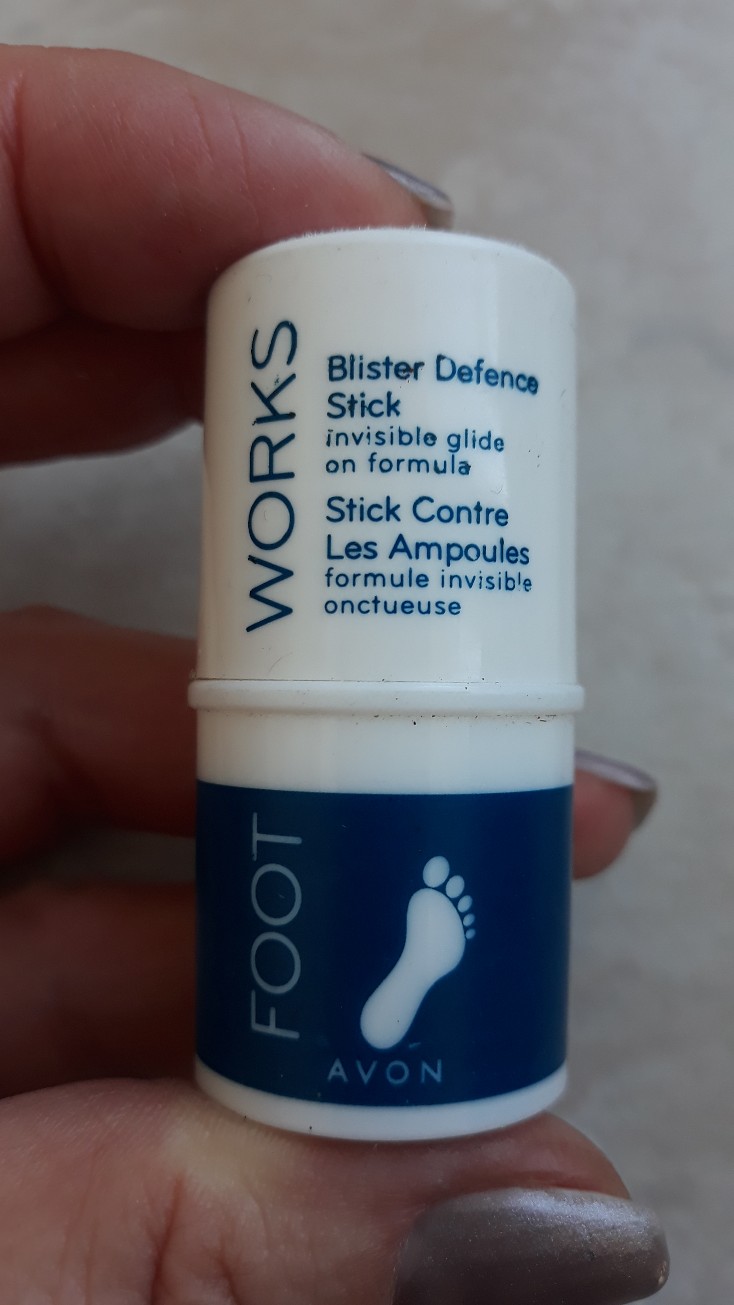 FOOT
WORKS
Blister Defence
Stick
invisible glide
on formula
Stick Contre
Les Ampoules
formule invisible
onctueuse
AVON